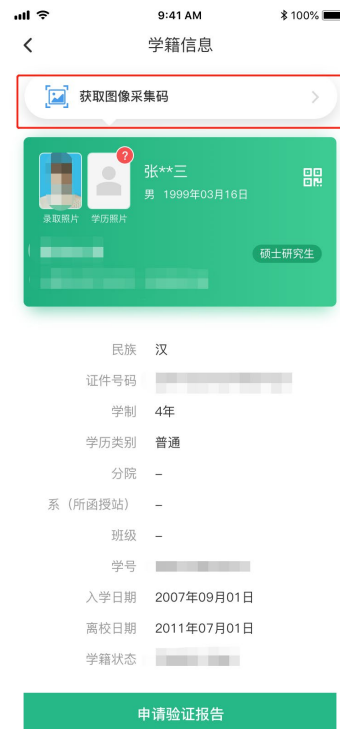 9:41 AM
100%
学籍信息
获取图像采集码
?
张**三
男 1999年03月16日
录取照片 学历照片
硕士研究生
民族 汉
证件号码
学制 4年
学历类别 普通
分院 –
系（所函授站） –
班级 –
学号
入学日期 2007年09月01日
离校日期 2011年07月01日
学籍状态
申请验证报告